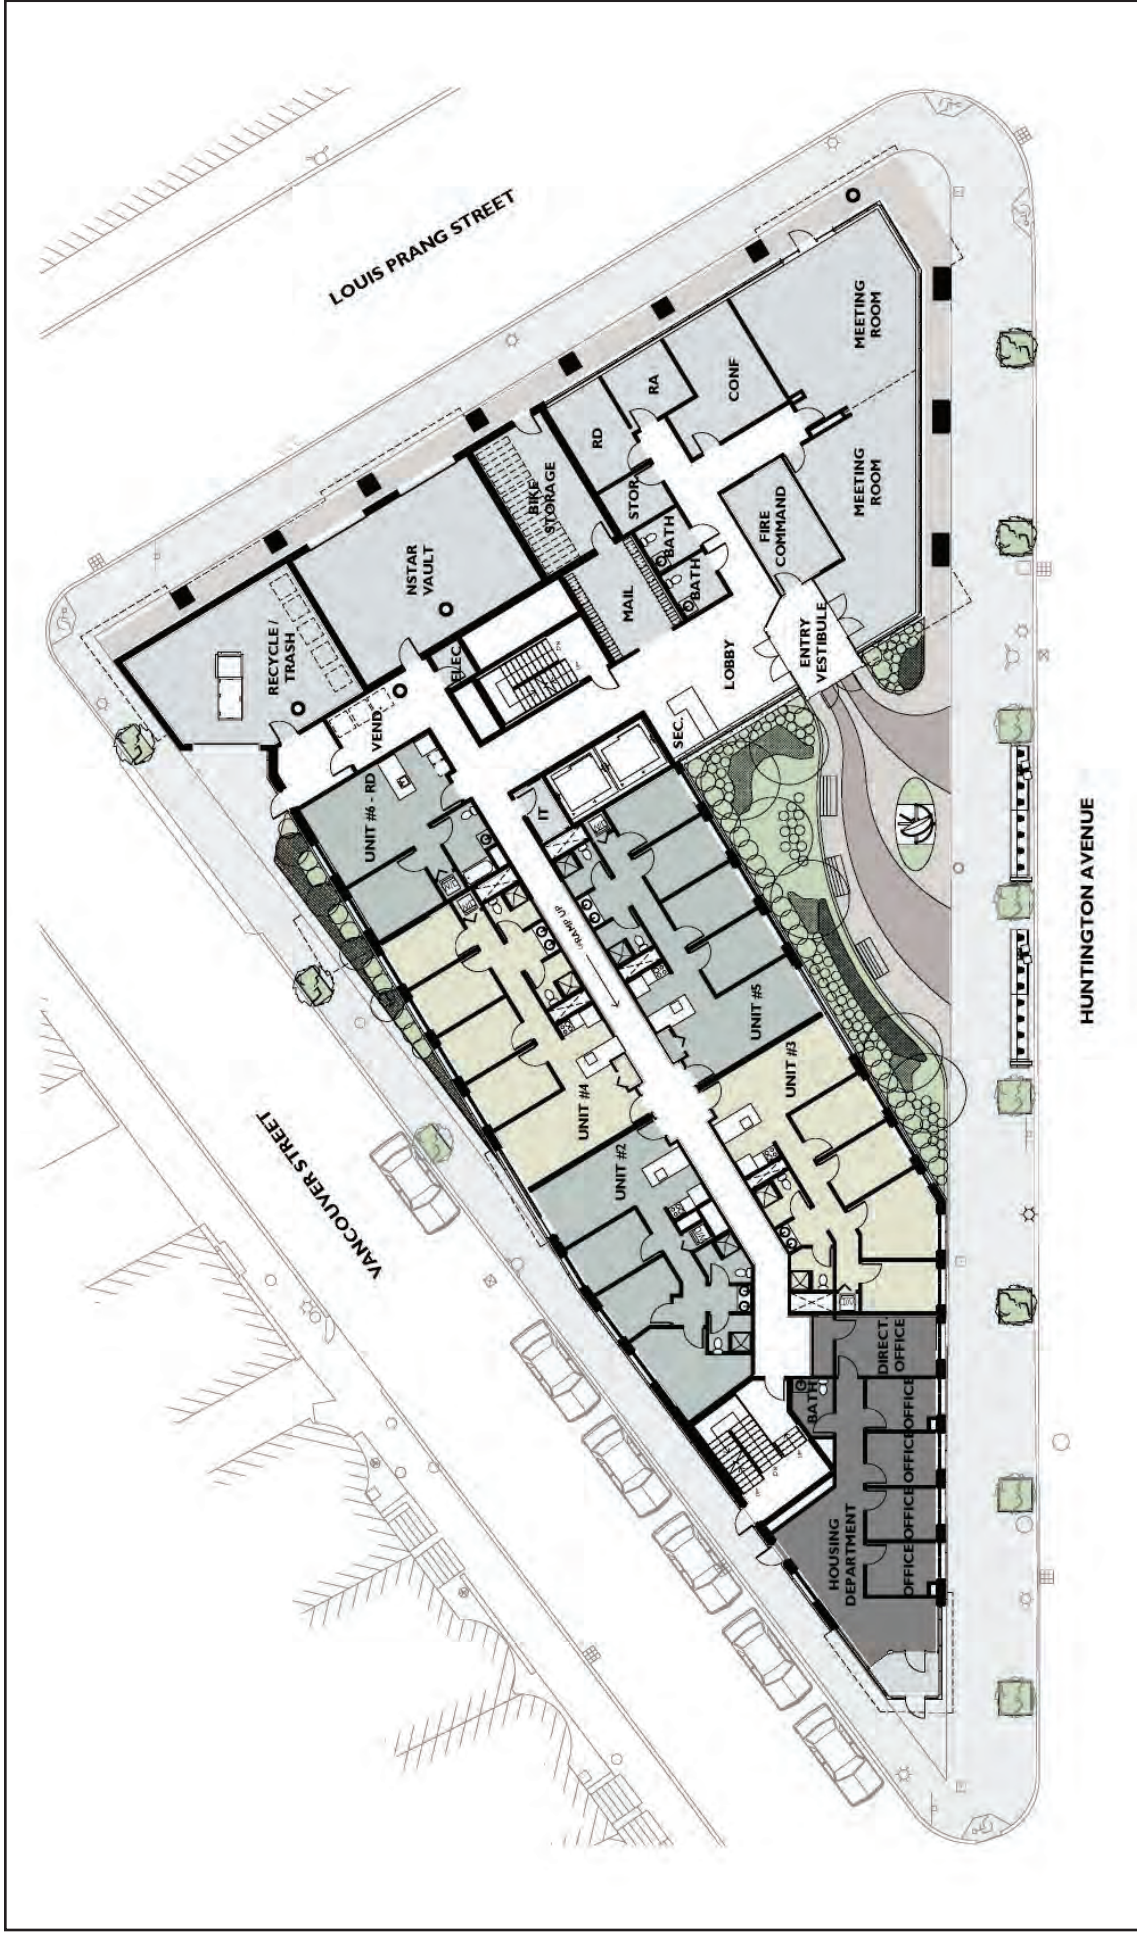 LOUIS PRANG STREET
VANCOUVER STREET
HUNTINGTON AVENUE
RECYCLE /
TRASH
NSTAR
VAULT
BIKE
STORAGE
RD
RA
CONF
MEETING
ROOM
MEETING
ROOM
FIRE
COMMAND
STOR.
BATH
BATH
MAIL
ELEC.
VEND.
LOBBY
ENTRY
VESTIBULE
SEC.
IT
UNIT #6 - RD
RAMP UP
UNIT #5
UNIT #4
UNIT #3
UNIT #2
DIRECT.
OFFICE
BATH
OFFICE
OFFICE
OFFICE
OFFICE
HOUSING
DEPARTMENT